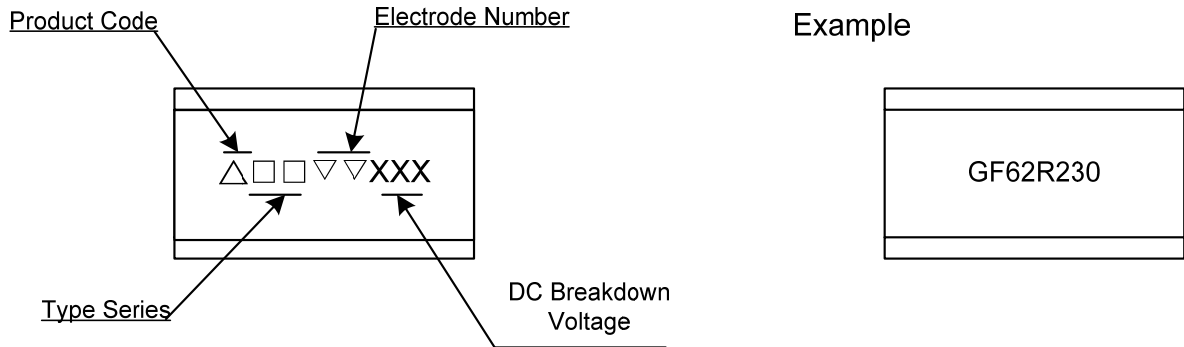 Product Code
Electrode Number
Example
△□□▽▽XXX
GF62R230
Type Series
DC Breakdown
Voltage